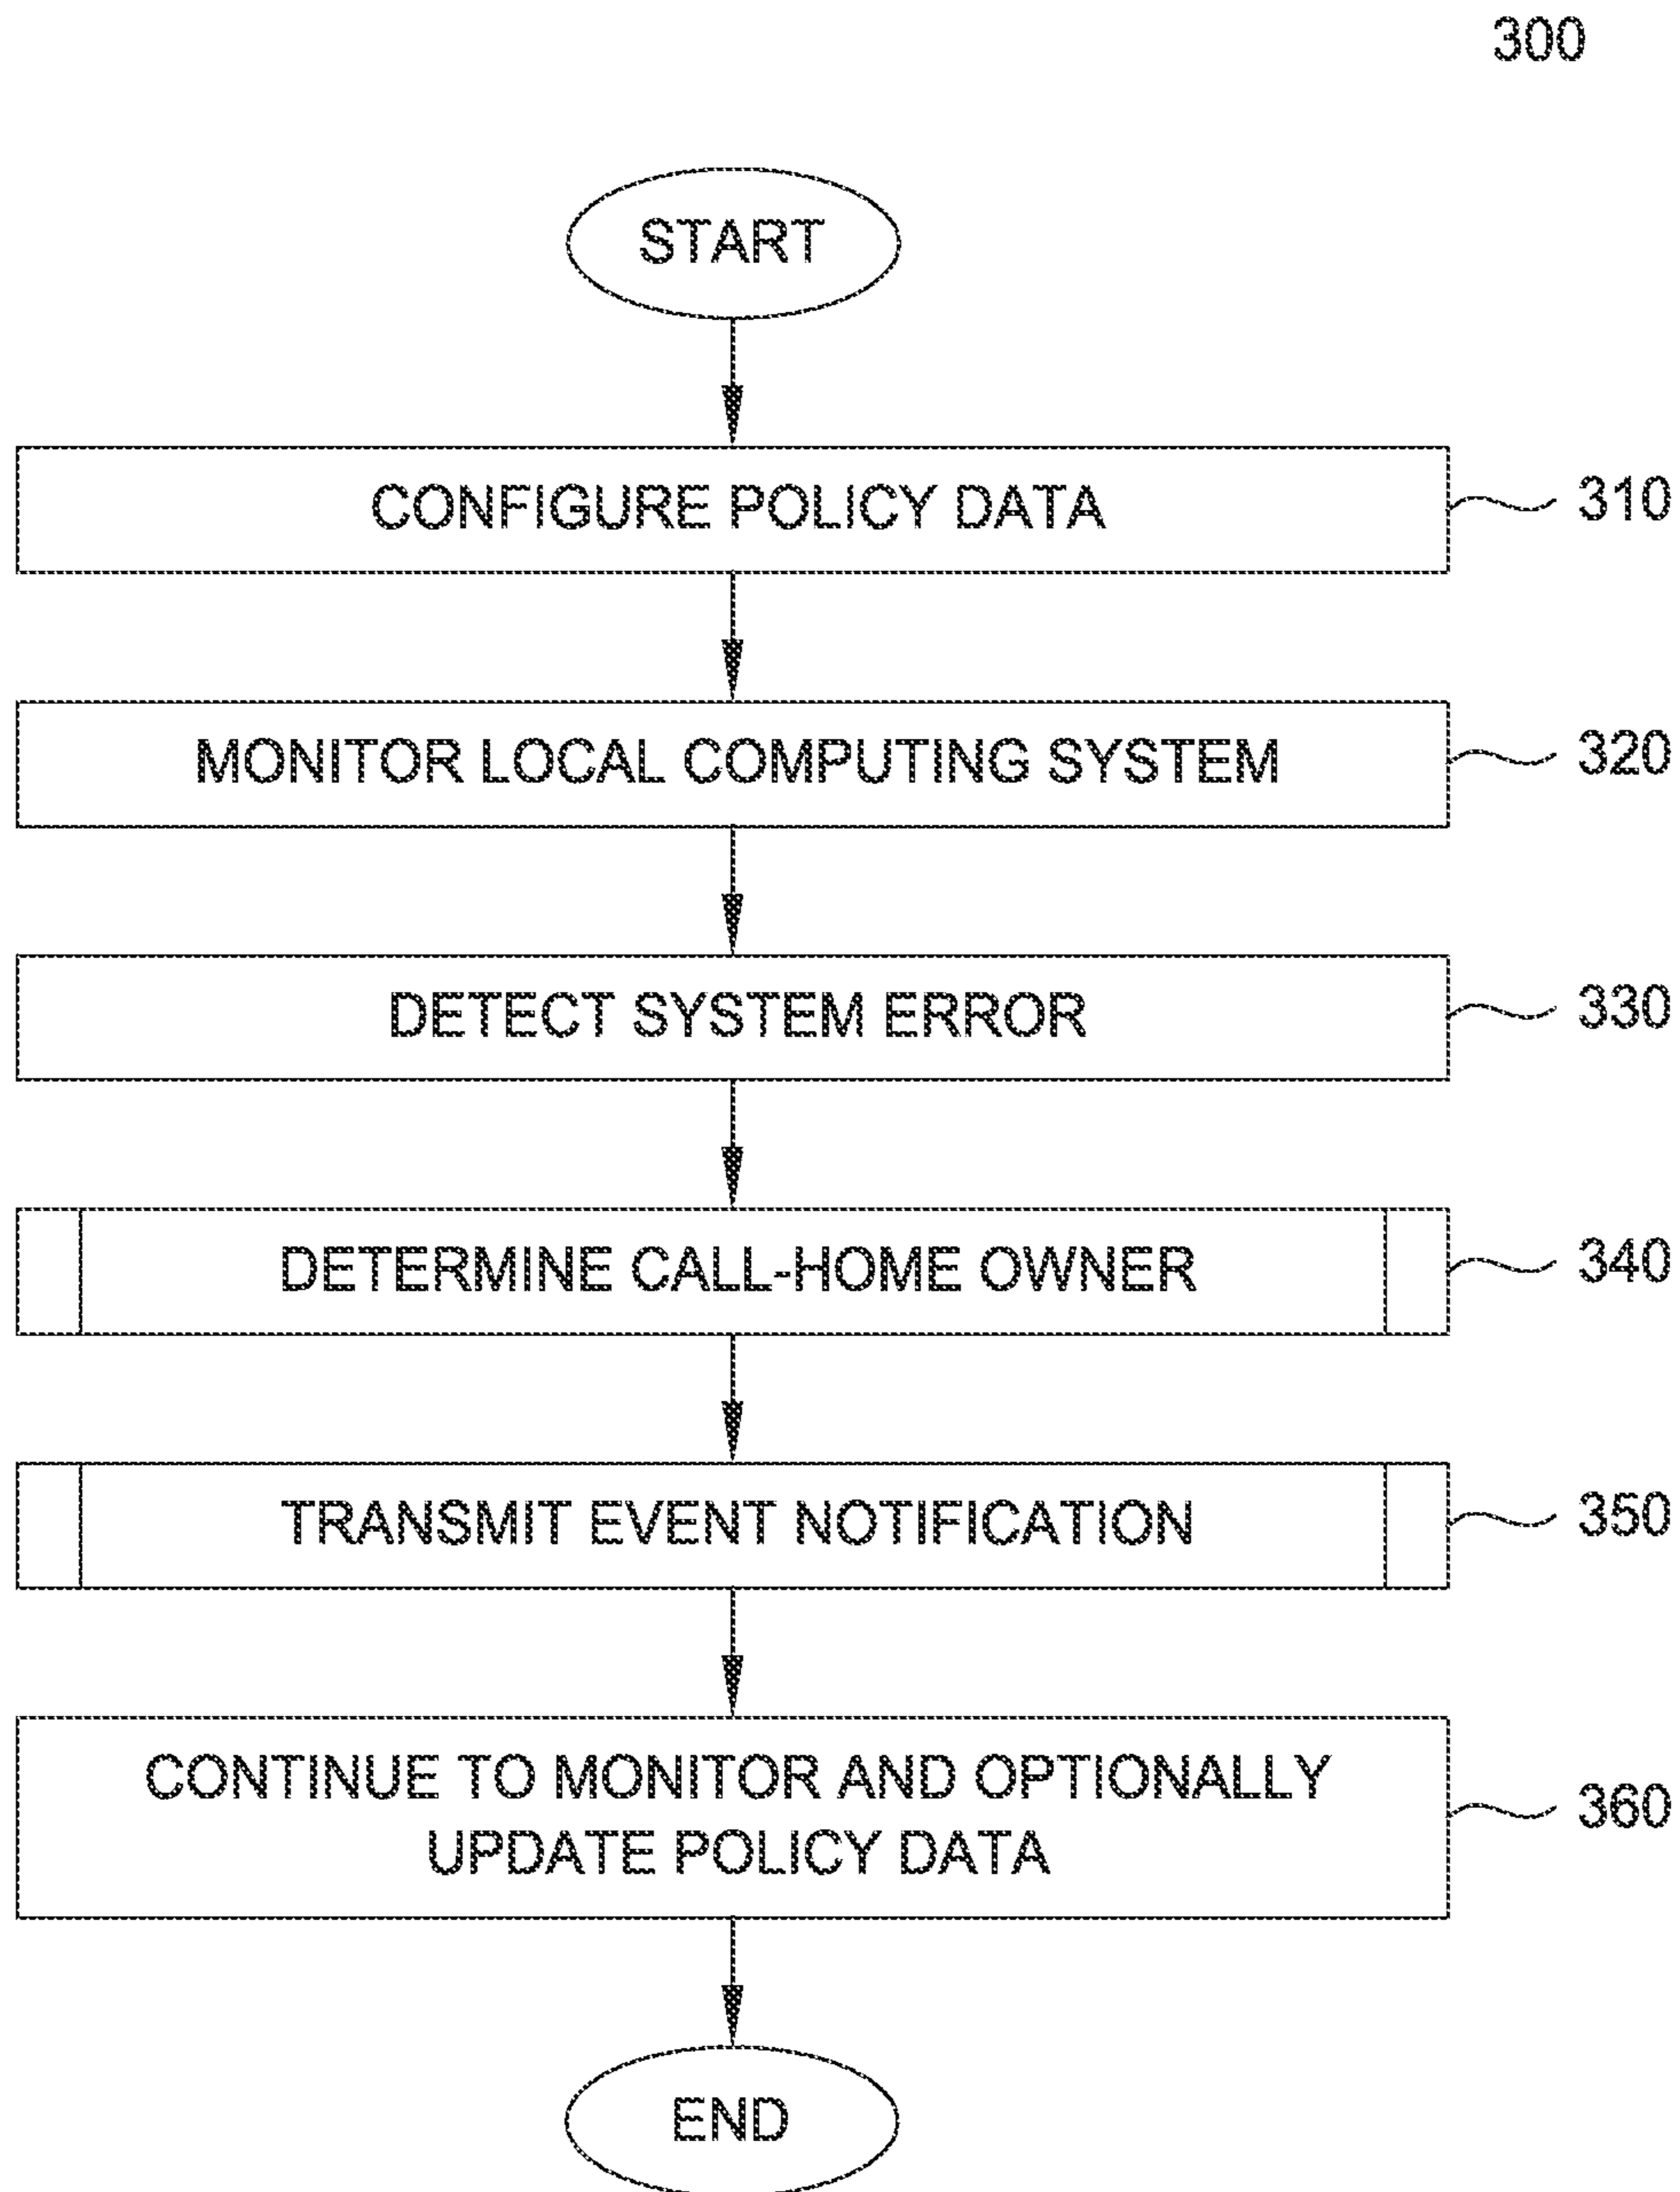 300
START
CONFIGURE POLICY DATA
310
MONITOR LOCAL COMPUTING SYSTEM
320
DETECT SYSTEM ERROR
330
DETERMINE CALL-HOME OWNER
340
TRANSMIT EVENT NOTIFICATION
350
CONTINUE TO MONITOR AND OPTIONALLY
UPDATE POLICY DATA
360
END